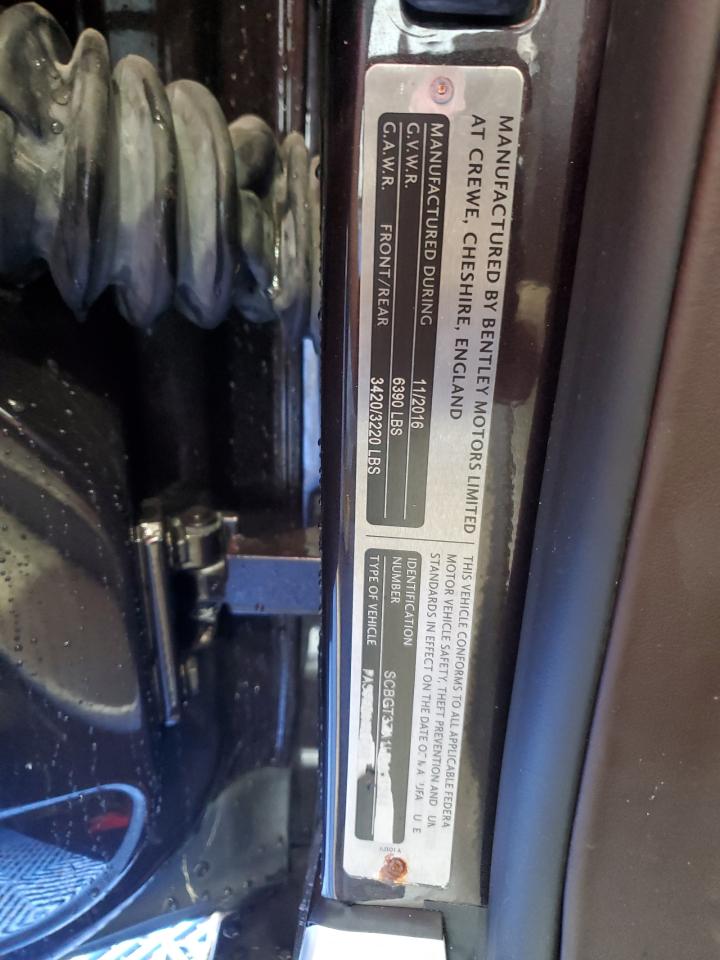 MANUFACTURED BY BENTLEY MOTORS LIMITED
AT CREWE, CHESHIRE, ENGLAND
MANUFACTURED DURING 11/2016
G.V.W.R. 6390 LBS
G.A.W.R. FRONT/REAR 3420/3220 LBS
THIS VEHICLE CONFORMS TO ALL APPLICABLE FEDERA
MOTOR VEHICLE SAFETY, THEFT PREVENTION AND
STANDARDS IN EFFECT ON THE DATE
IDENTIFICATION
NUMBER
TYPE OF VEHICLE